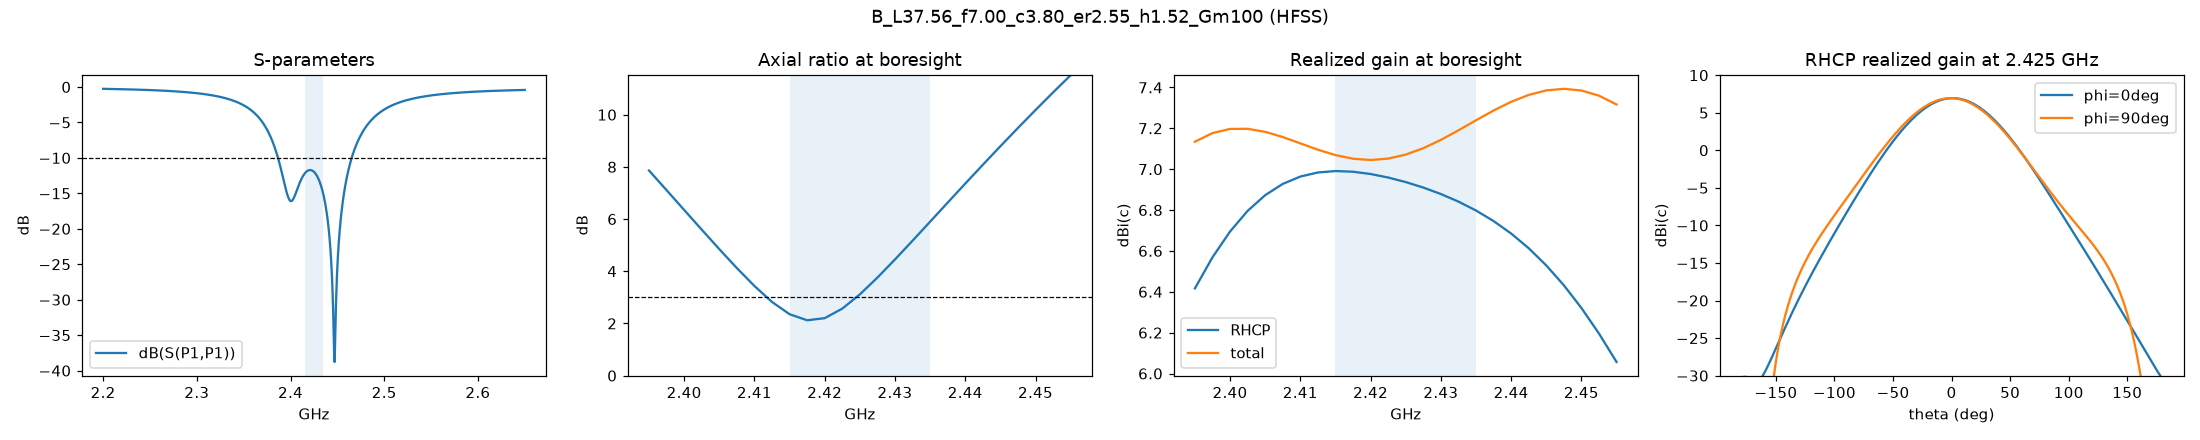 B_L37.56_f7.00_c3.80_er2.55_h1.52_Gm100 (HFSS)
S-parameters
dB
0
−5
−10
−15
−20
−25
−30
−35
−40
2.2 2.3 2.4 2.5 2.6
GHz
dB(S(P1,P1))
Axial ratio at boresight
dB
10
8
6
4
2
0
2.40 2.41 2.42 2.43 2.44 2.45
GHz
Realized gain at boresight
dBi(c)
7.4
7.2
7.0
6.8
6.6
6.4
6.2
6.0
2.40 2.41 2.42 2.43 2.44 2.45
GHz
RHCP
total
RHCP realized gain at 2.425 GHz
dBi(c)
10
5
0
−5
−10
−15
−20
−25
−30
−150 −100 −50 0 50 100 150
theta (deg)
phi=0deg
phi=90deg